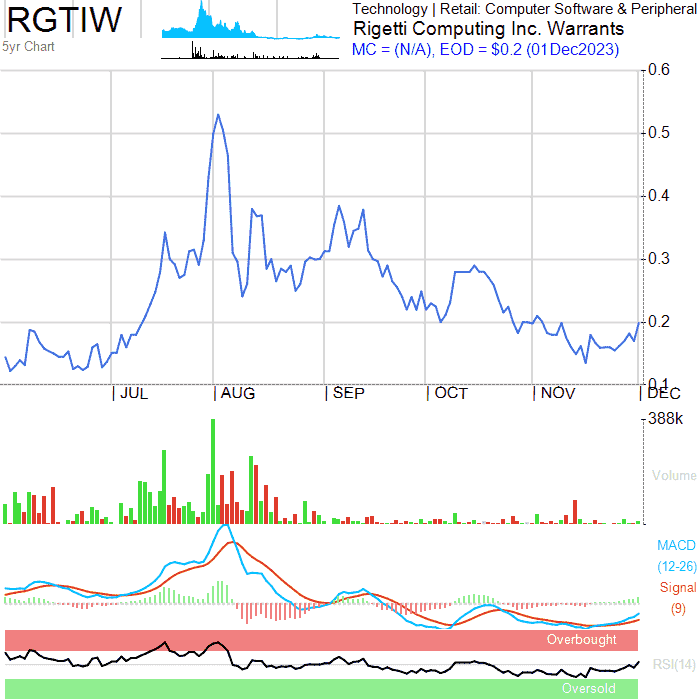 RGTIW
5yr Chart
Technology | Retail: Computer Software & Peripheral
Rigetti Computing Inc. Warrants
MC = (N/A), EOD = $0.2 (01Dec2023)
0.6
0.5
0.4
0.3
0.2
0.1
JUL
AUG
SEP
OCT
NOV
DEC
388k
Volume
MACD
(12-26)
Signal
(9)
Overbought
RSI(14)
Oversold